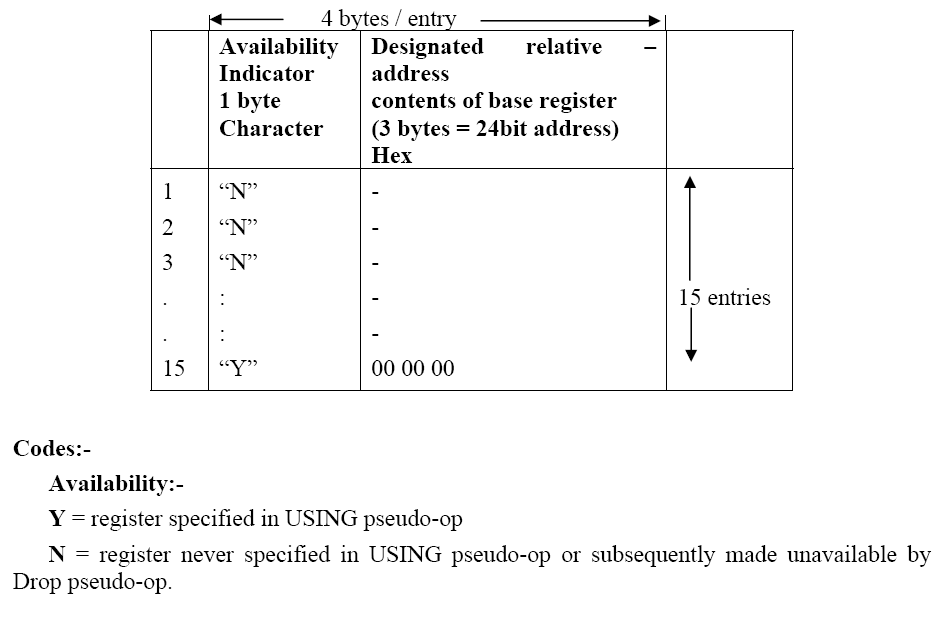 4 bytes / entry
Availability
Indicator
1 byte
Character
Designated relative –
address
contents of base register
(3 bytes = 24bit address)
Hex
1 “N” -
2 “N” -
3 “N” -
. : -
. : -
15 “Y” 00 00 00
15 entries
Codes:-
Availability:-
Y = register specified in USING pseudo-op
N = register never specified in USING pseudo-op or subsequently made unavailable by
Drop pseudo-op.